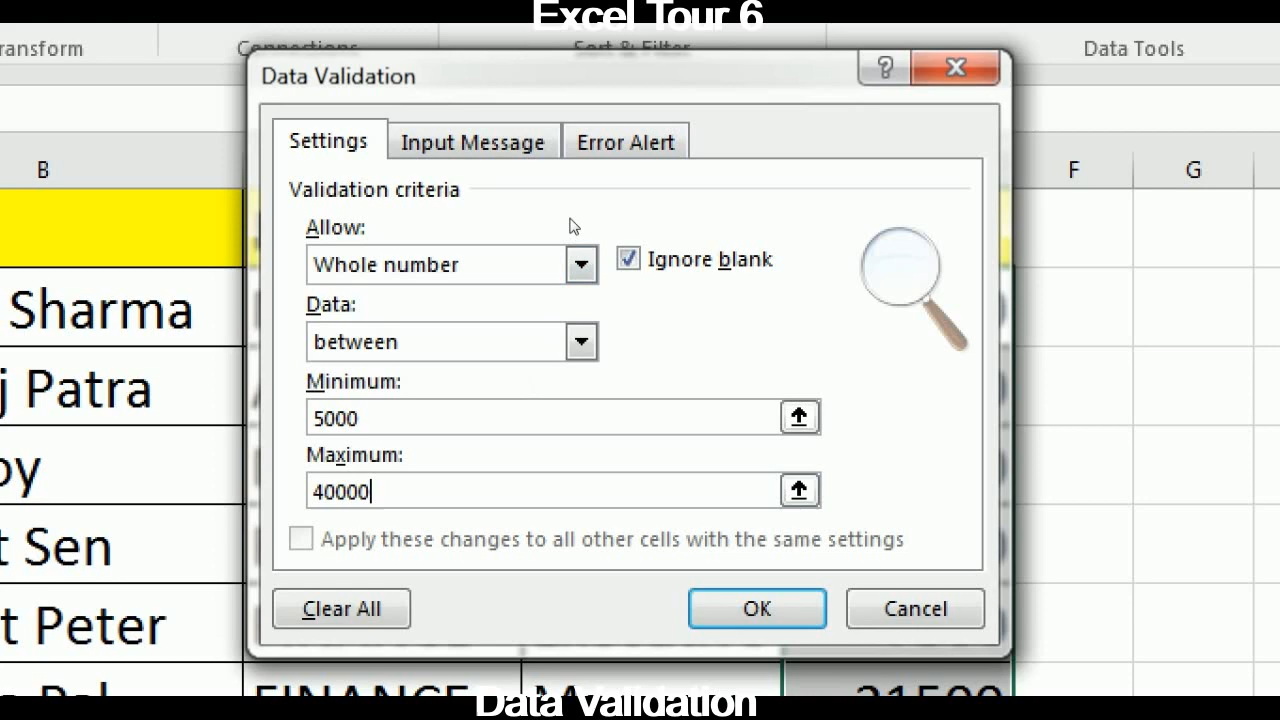 Excel Tour 6
ransform Connections Sort & Filter Data Tools
Data Validation
Settings Input Message Error Alert
B F G
Validation criteria
Allow:
Whole number Ignore blank
Sharma
Data:
between
j Patra
Minimum:
5000
Maximum:
oy
40000
Apply these changes to all other cells with the same settings
t Sen
Clear All OK Cancel
t Peter
FINANCE 21500
Data Validation